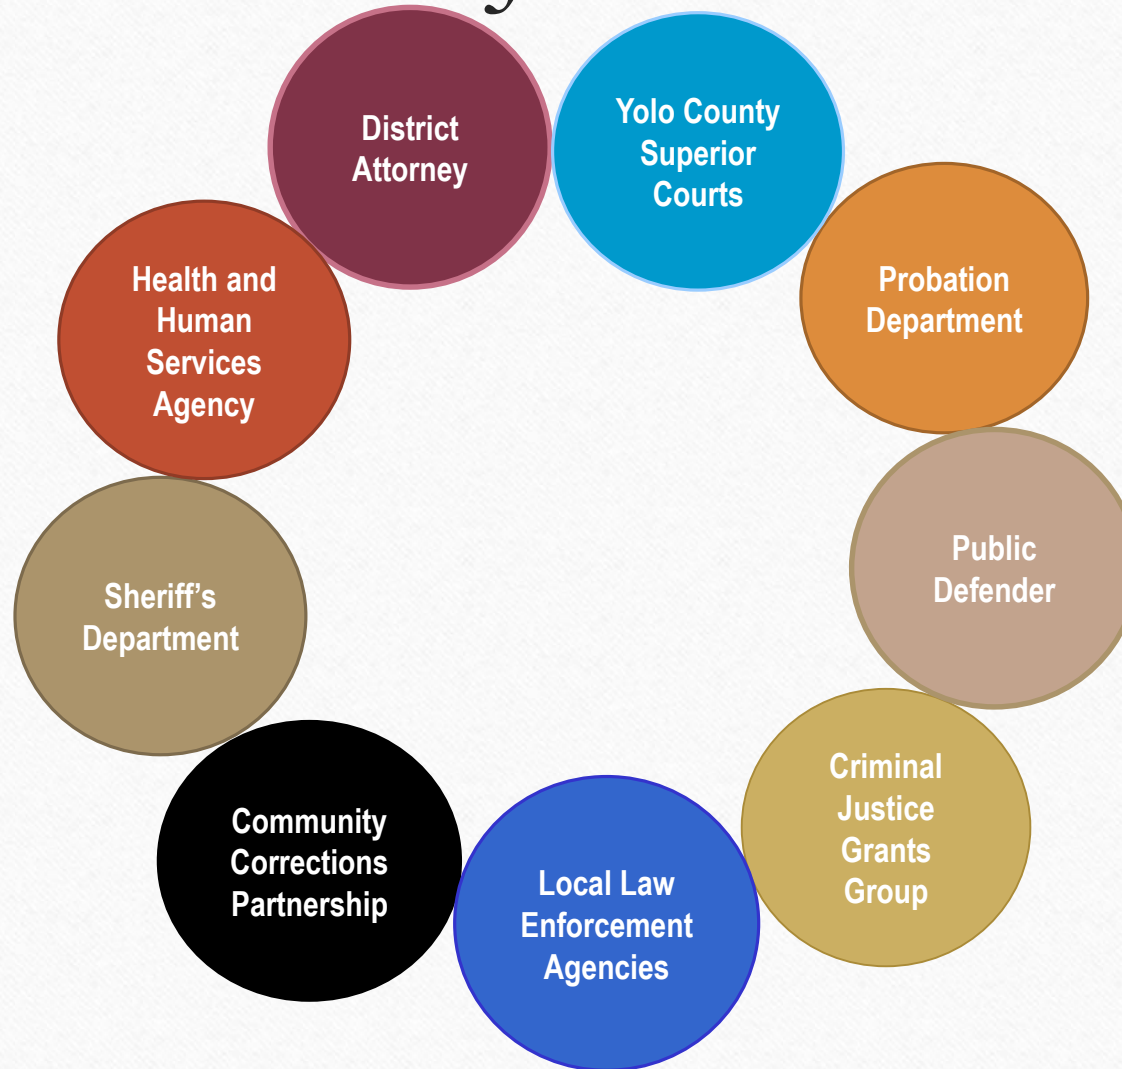 District
Attorney
Yolo County
Superior
Courts
Probation
Department
Public
Defender
Criminal
Justice
Grants
Group
Local Law
Enforcement
Agencies
Community
Corrections
Partnership
Sheriff’s
Department
Health and
Human
Services
Agency